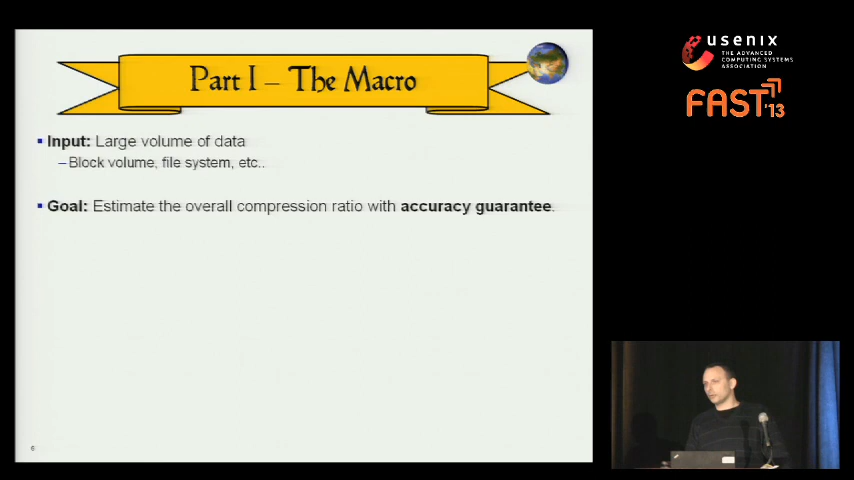 Part I – The Macro
Input: Large volume of data
–Block volume, file system, etc..
Goal: Estimate the overall compression ratio with accuracy guarantee.
6
usenix
THE ADVANCED
COMPUTING SYSTEMS
ASSOCIATION
FAST'13